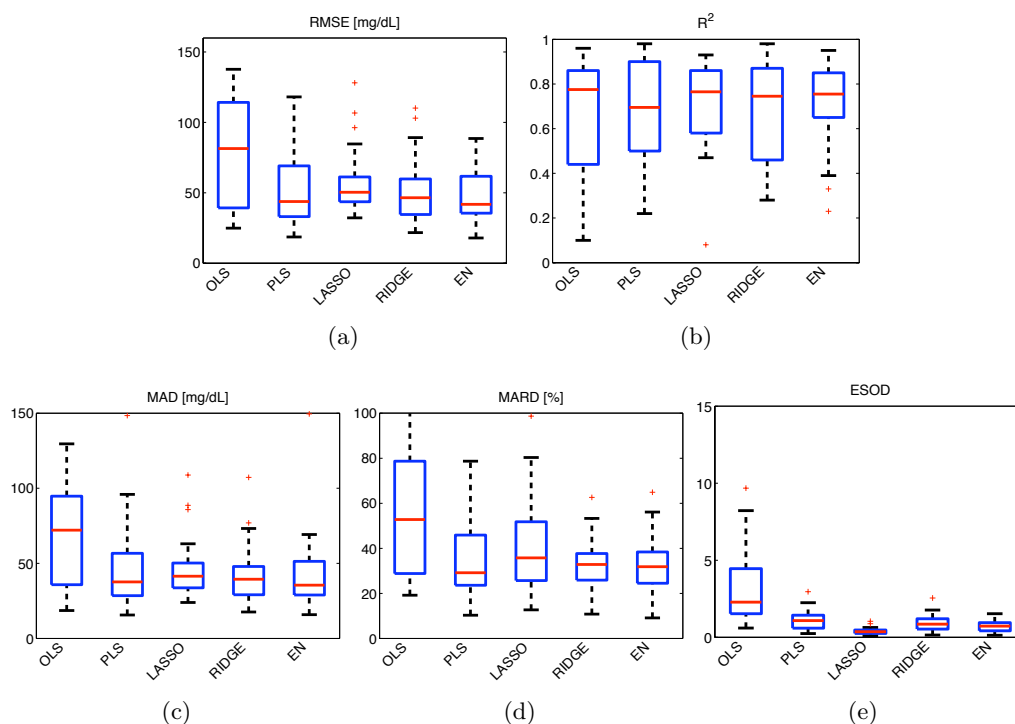 RMSE [mg/dL]
150
100
50
0
OLS
PLS
LASSO
RIDGE
EN
(a)
R²
1
0.8
0.6
0.4
0.2
0
OLS
PLS
LASSO
RIDGE
EN
(b)
MAD [mg/dL]
150
100
50
0
OLS
PLS
LASSO
RIDGE
EN
(c)
MARD [%]
100
80
60
40
20
0
OLS
PLS
LASSO
RIDGE
EN
(d)
ESOD
15
10
5
0
OLS
PLS
LASSO
RIDGE
EN
(e)